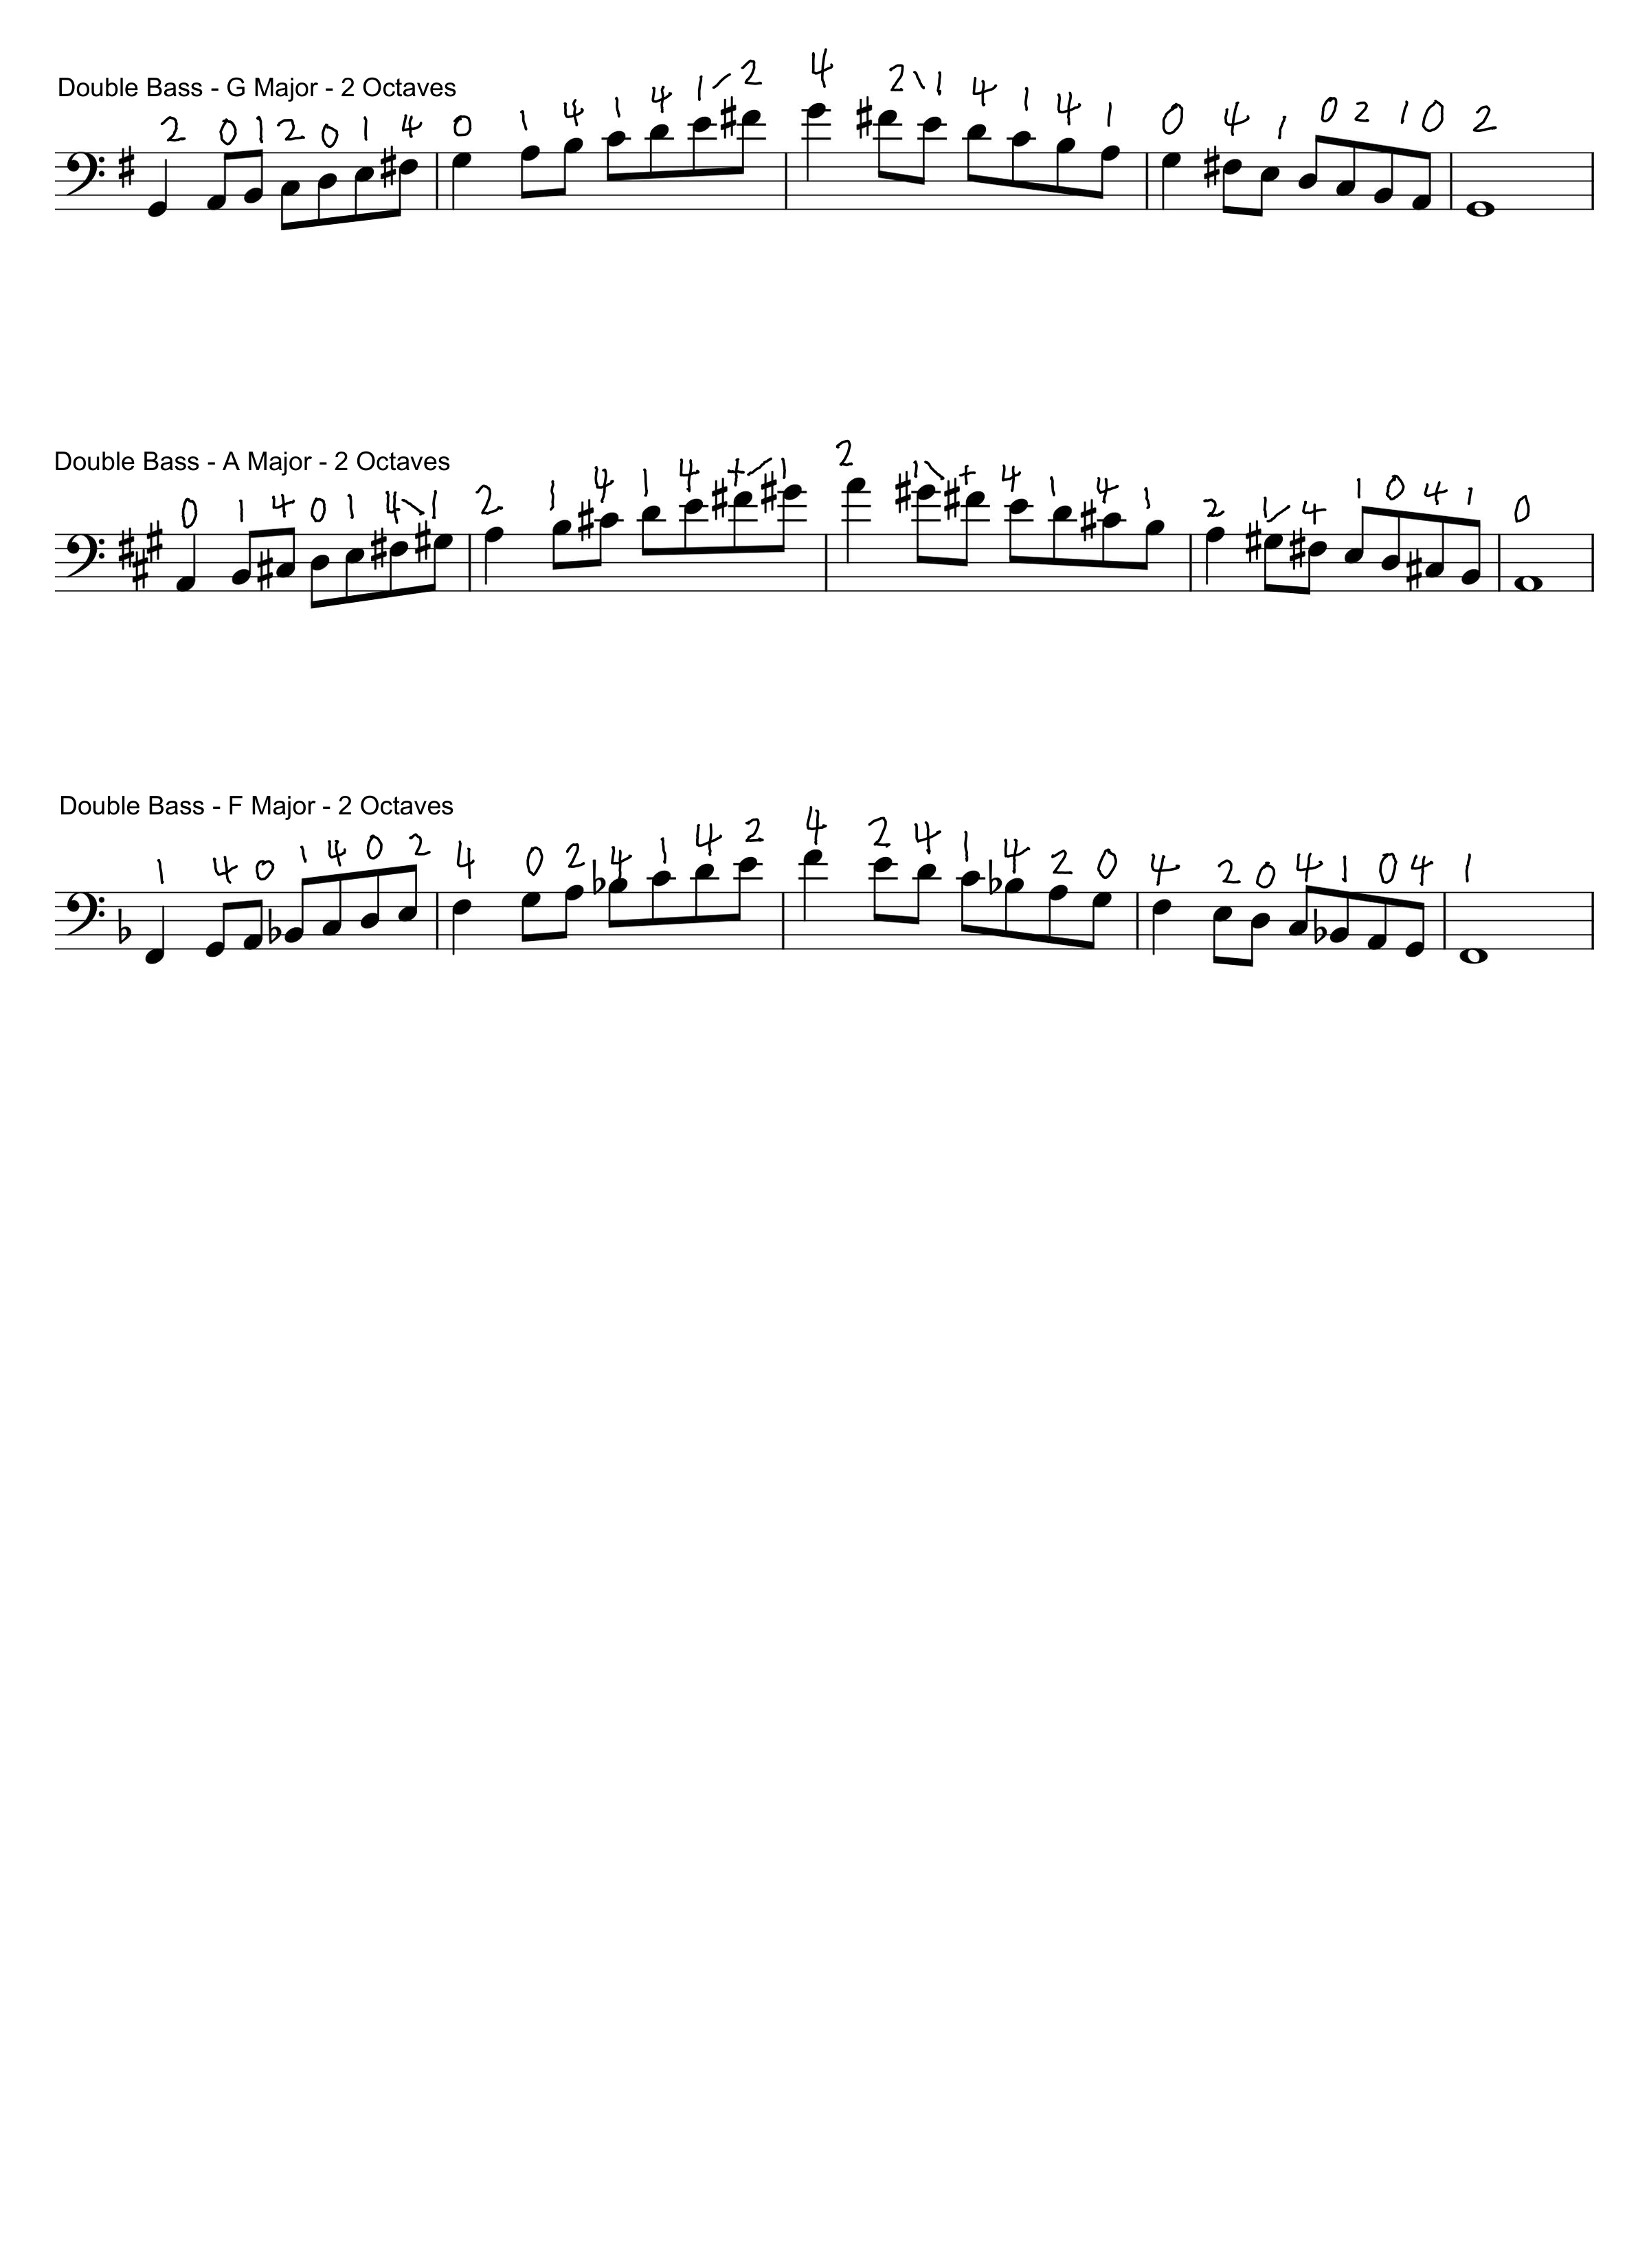 Double Bass - G Major - 2 Octaves
2 0 1 2 0 1 4 0 1 4 1 4 1 2 4 2 1 4 1 4 1 0 4 1 0 2 1 0 2
Double Bass - A Major - 2 Octaves
0 1 4 0 1 4 1 2 1 4 1 4 + 1 2 1 + 4 1 4 1 2 1 4 1 0 4 1 0
Double Bass - F Major - 2 Octaves
1 4 0 1 4 0 2 4 0 2 4 1 4 2 4 2 4 1 4 2 0 4 2 0 4 1 0 4 1